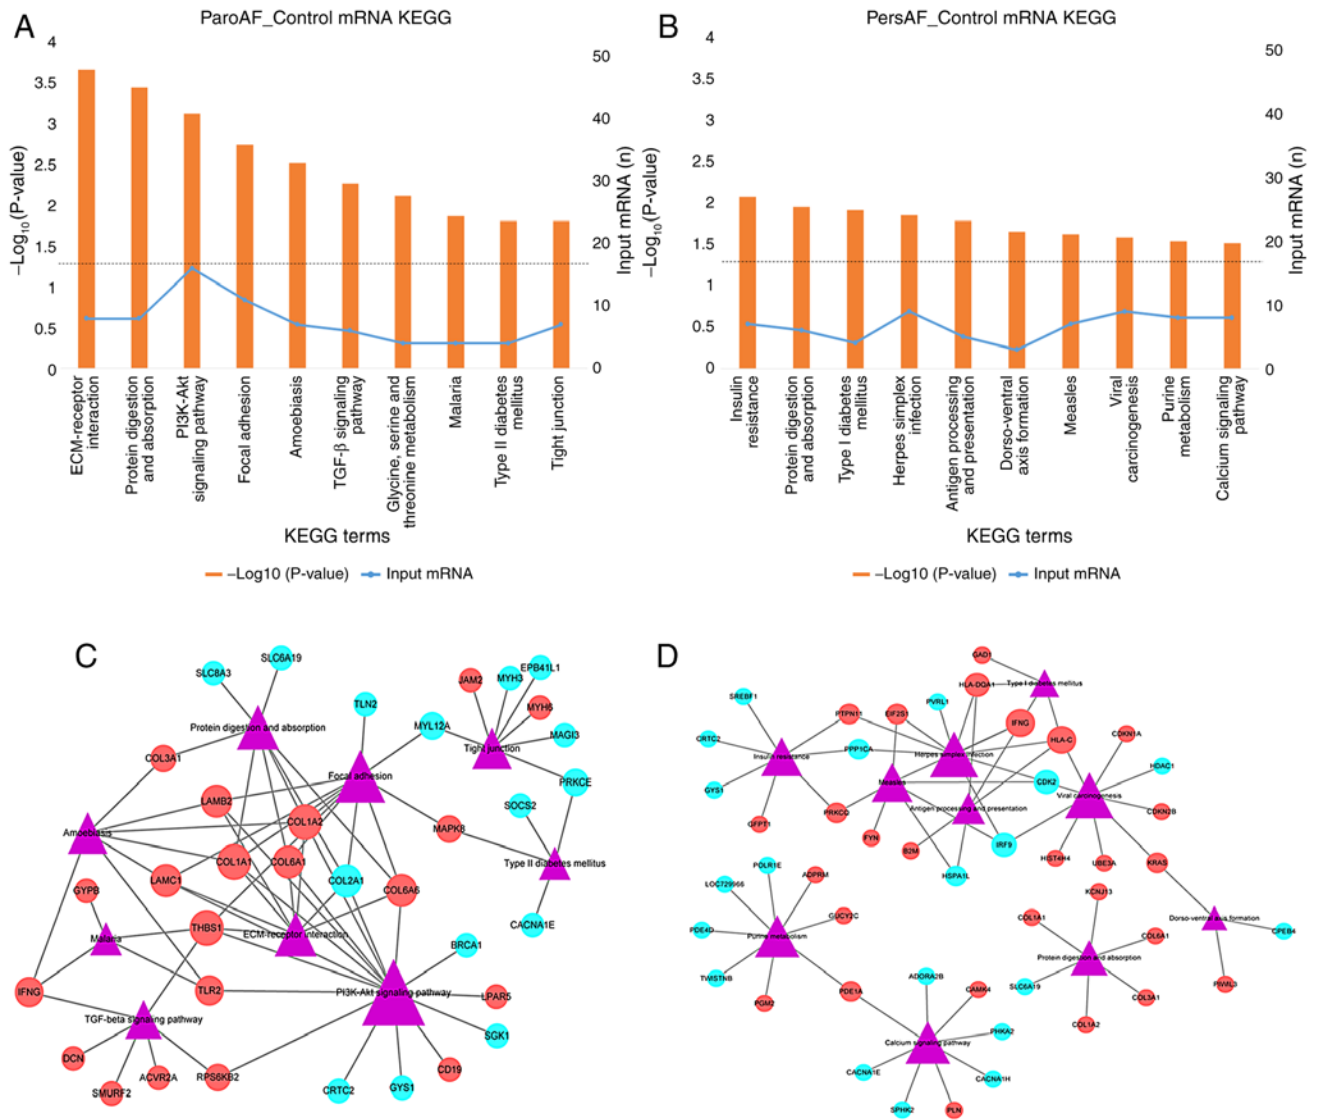 A
ParoAF_Control mRNA KEGG
–Log10(P-value)
4
3.5
3
2.5
2
1.5
1
0.5
0
50
40
30
20
10
0
Input mRNA (n)
ECM-receptor
interaction
Protein digestion
and absorption
PI3K-Akt
signaling pathway
Focal adhesion
Amoebiasis
TGF-β signaling
pathway
Glycine, serine and
threonine metabolism
Malaria
Type II diabetes
mellitus
Tight junction
KEGG terms
–Log10 (P-value)
Input mRNA
B
PersAF_Control mRNA KEGG
–Log10(P-value)
4
3.5
3
2.5
2
1.5
1
0.5
0
50
40
30
20
10
0
Input mRNA (n)
Insulin
resistance
Protein digestion
and absorption
Type I diabetes
mellitus
Herpes simplex
infection
Antigen processing
and presentation
Dorso-ventral
axis formation
Measles
Viral
carcinogenesis
Purine
metabolism
Calcium signaling
pathway
KEGG terms
–Log10 (P-value)
Input mRNA
C
SLC8A3
SLC6A19
Protein digestion and absorption
COL3A1
TLN2
MYL12A
JAM2
MYH3
EPB41L1
MYH6
MAGI3
Tight junction
PRKCE
Focal adhesion
SOCS2
LAMB2
COL1A2
MAPK8
Amoebiasis
COL1A1
COL6A1
Type II diabetes mellitus
LAMC1
COL2A1
COL6A6
GYPB
THBS1
CACNA1E
Malaria
ECM-receptor interaction
BRCA1
IFNG
TLR2
PI3K-Akt signaling pathway
LPAR5
TGF-beta signaling pathway
SGK1
DCN
SMURF2
ACVR2A
RPS6KB2
CRTC2
GYS1
CD19
D
GAD1
SREBF1
HLA-DQA1
Type I diabetes mellitus
PTPN11
EIF2S1
PVRL1
IFNG
CRTC2
PPP1CA
HLA-C
CDKN1A
Insulin resistance
Herpes simplex infection
HDAC1
GYS1
Measles
CDK2
Viral carcinogenesis
Antigen processing and presentation
GFPT1
PRKCQ
CDKN2B
FYN
B2M
IRF9
HIST4H4
UBE3A
KRAS
HSPA1L
POLR1E
LOC729966
ADPRM
KCNJ13
GUCY2C
COL1A1
Dorso-ventral axis formation
PDE4D
Purine metabolism
COL6A1
CPEB4
Protein digestion and absorption
TWISTNB
ADORA2B
SLC6A19
PIWIL3
PGM2
PDE1A
CAMK4
COL3A1
COL1A2
PHKA2
Calcium signaling pathway
CACNA1E
CACNA1H
SPHK2
PLN